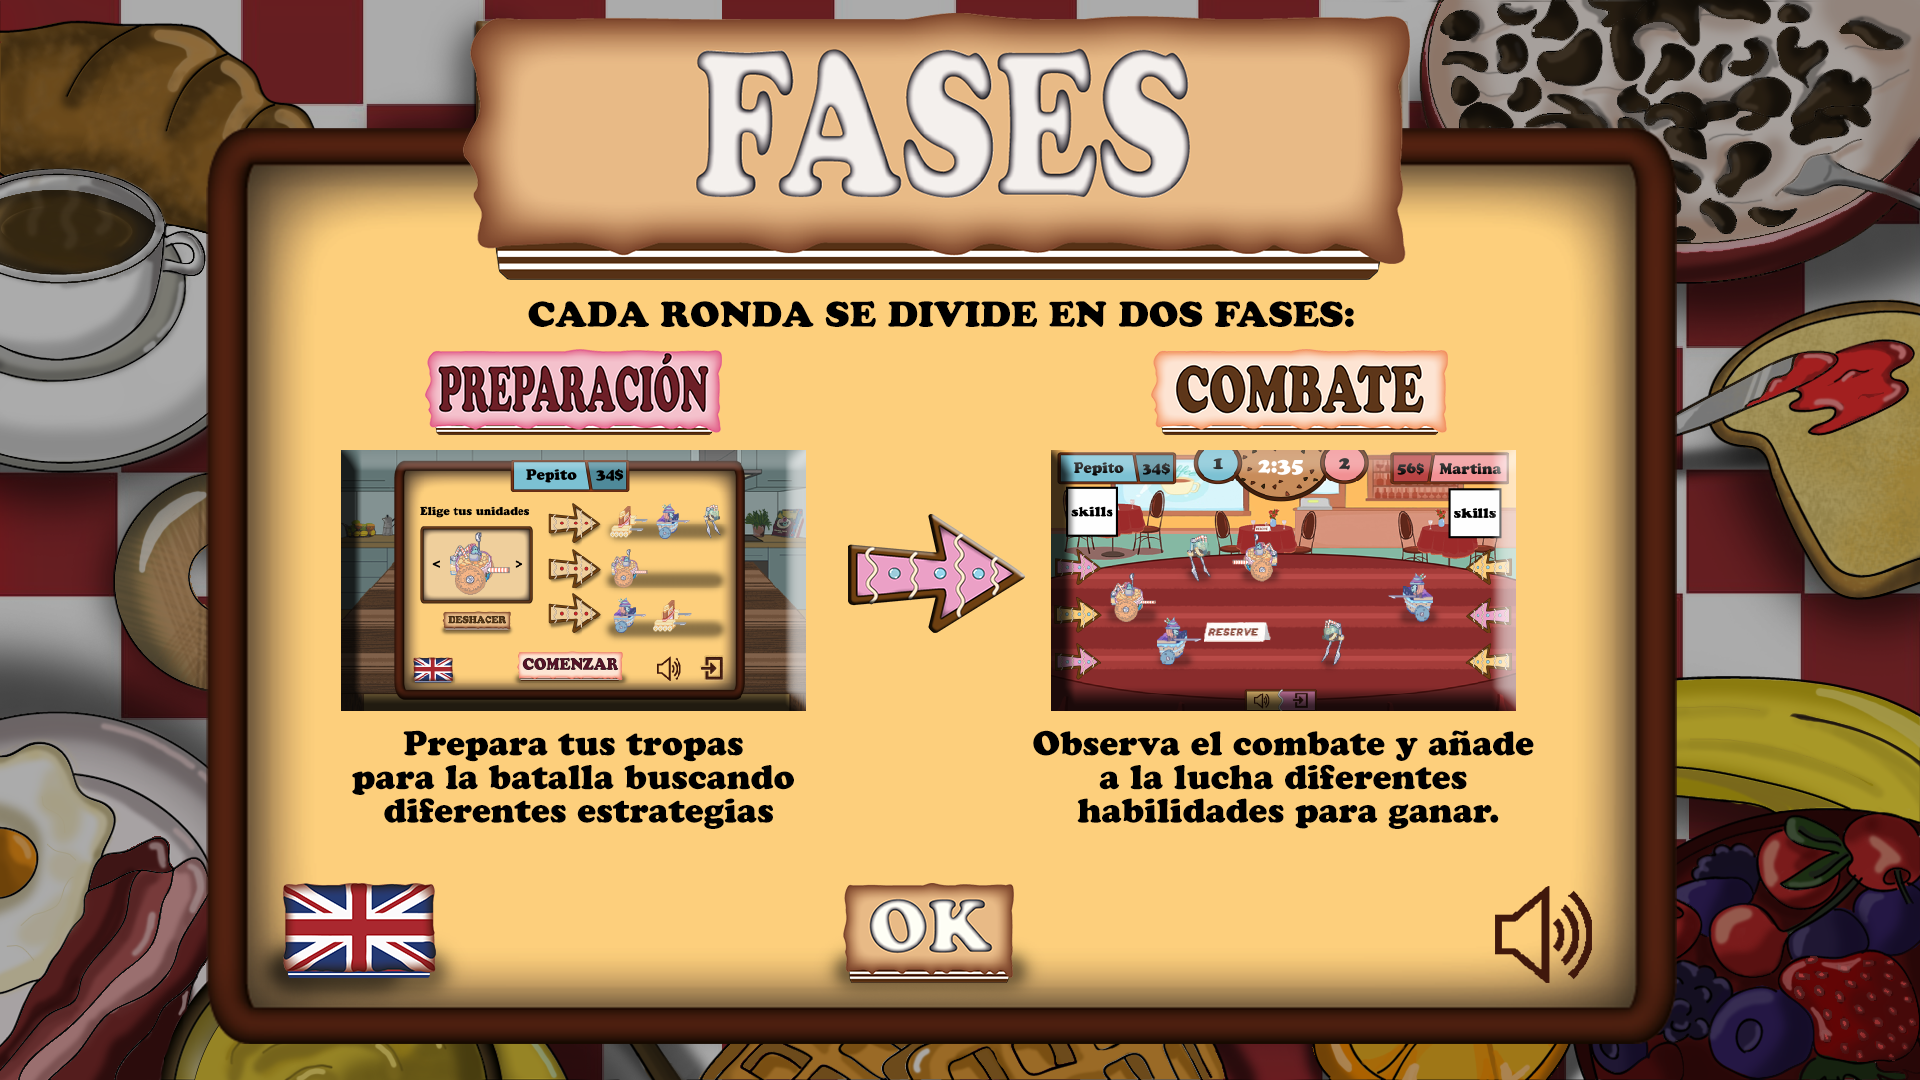 FASES
CADA RONDA SE DIVIDE EN DOS FASES:
PREPARACIÓN
Pepito 34$
Elige tus unidades
< >
DESHACER
COMENZAR
Prepara tus tropas
para la batalla buscando
diferentes estrategias
COMBATE
Pepito 34$ 1 2:35 2 56$ Martina
skills
skills
RESERVE
Observa el combate y añade
a la lucha diferentes
habilidades para ganar.
OK